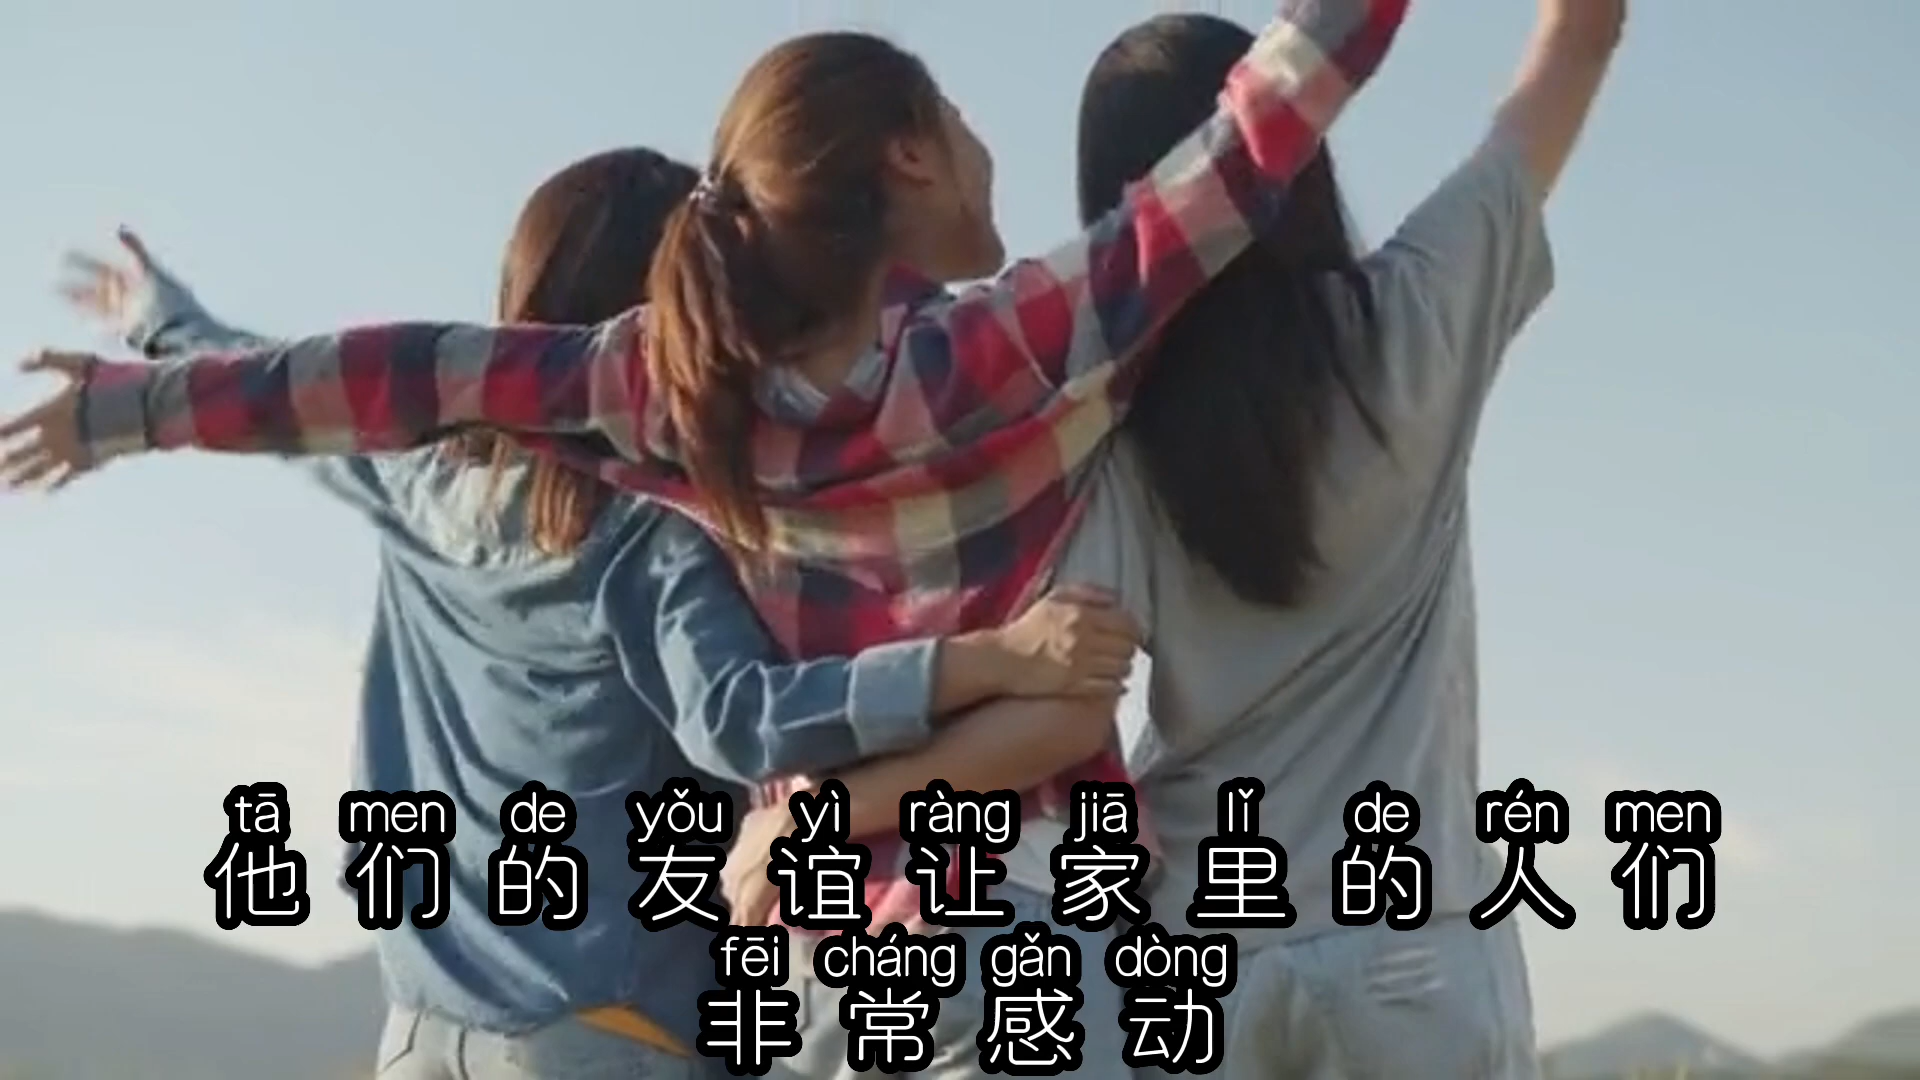 tā men de yǒu yì ràng jiā lǐ de rén men
他们的友谊让家里的人们
fēi cháng gǎn dòng
非常感动